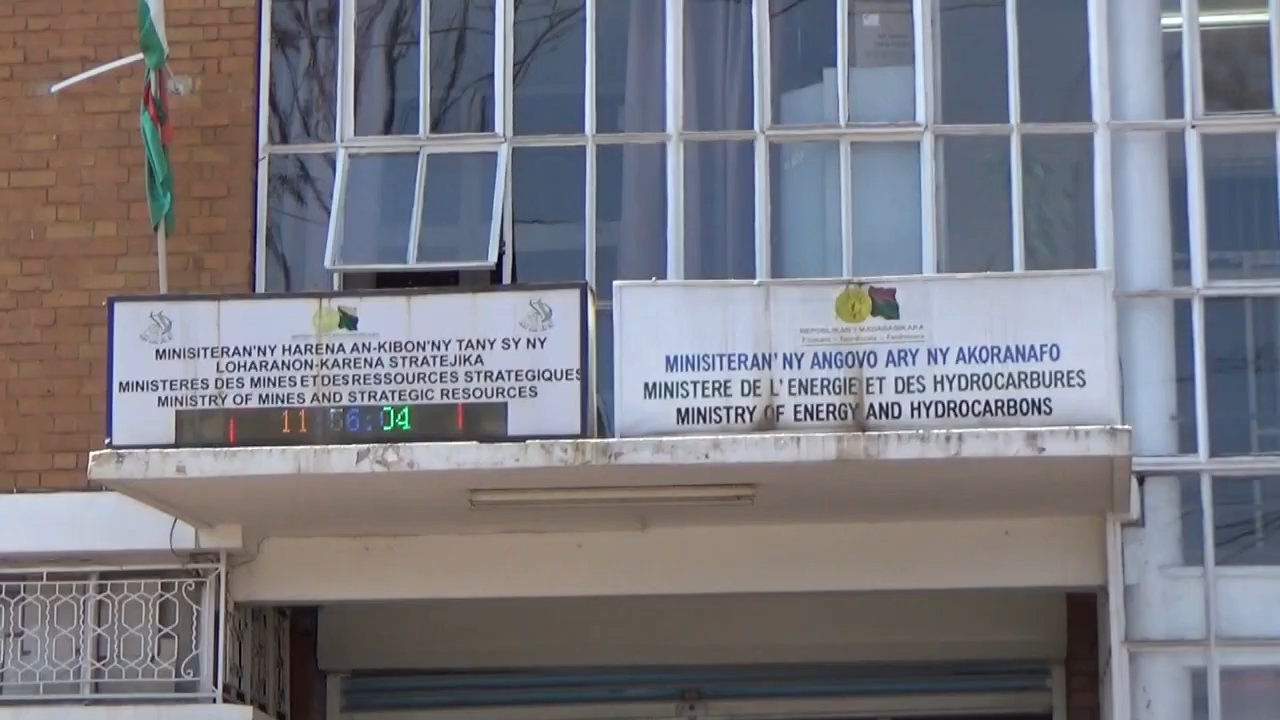 MINISITERAN'NY HARENA AN-KIBON'NY TANY SY NY
LOHARANON-KARENA STRATEJIKA
MINISTERES DES MINES ET DES RESSOURCES STRATEGIQUES
MINISTRY OF MINES AND STRATEGIC RESOURCES
11 56:04
REPOBLIKAN'I MADAGASIKARA
MINISITERAN' NY ANGOVO ARY NY AKORANAFO
MINISTERE DE L'ENERGIE ET DES HYDROCARBURES
MINISTRY OF ENERGY AND HYDROCARBONS